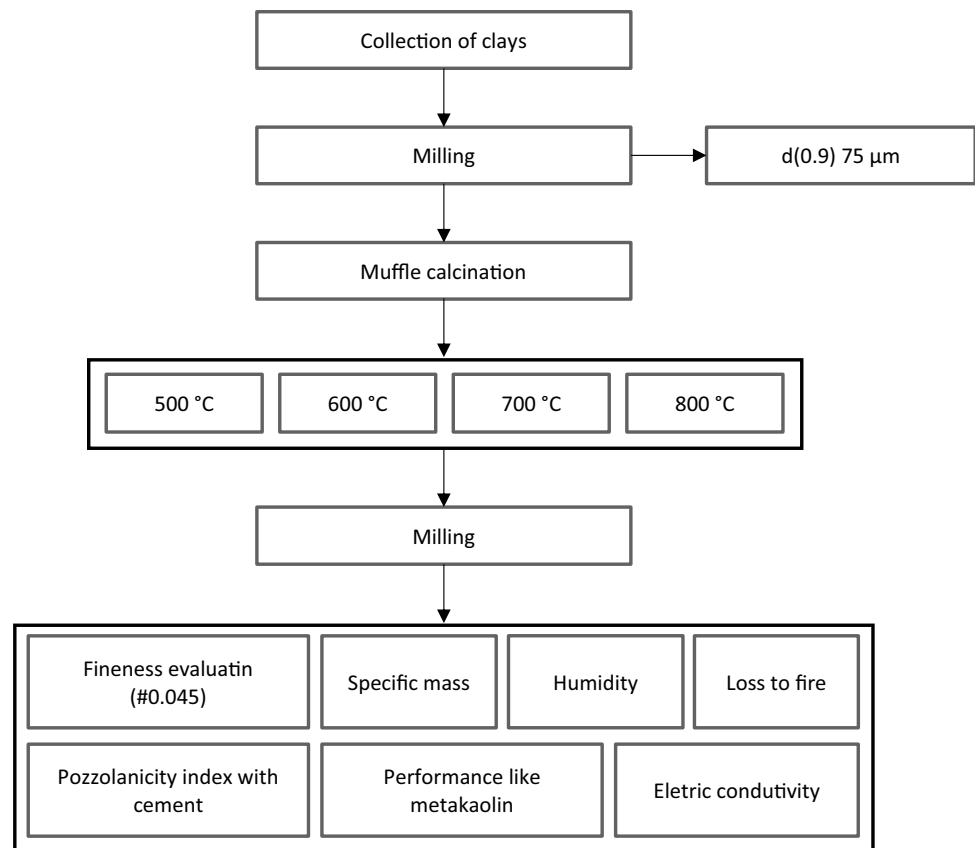 Collection of clays
Milling
d(0.9) 75 µm
Muffle calcination
500 °C
600 °C
700 °C
800 °C
Milling
Fineness evaluatin
(#0.045)
Specific mass
Humidity
Loss to fire
Pozzolanicity index with
cement
Performance like
metakaolin
Eletric condutivity